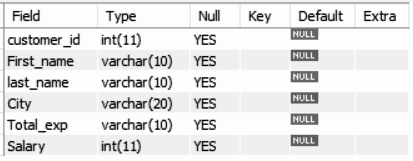 Field Type Null Key Default Extra
customer_id int(11) YES NULL
First_name varchar(10) YES NULL
last_name varchar(10) YES NULL
City varchar(20) YES NULL
Total_exp varchar(10) YES NULL
Salary int(11) YES NULL